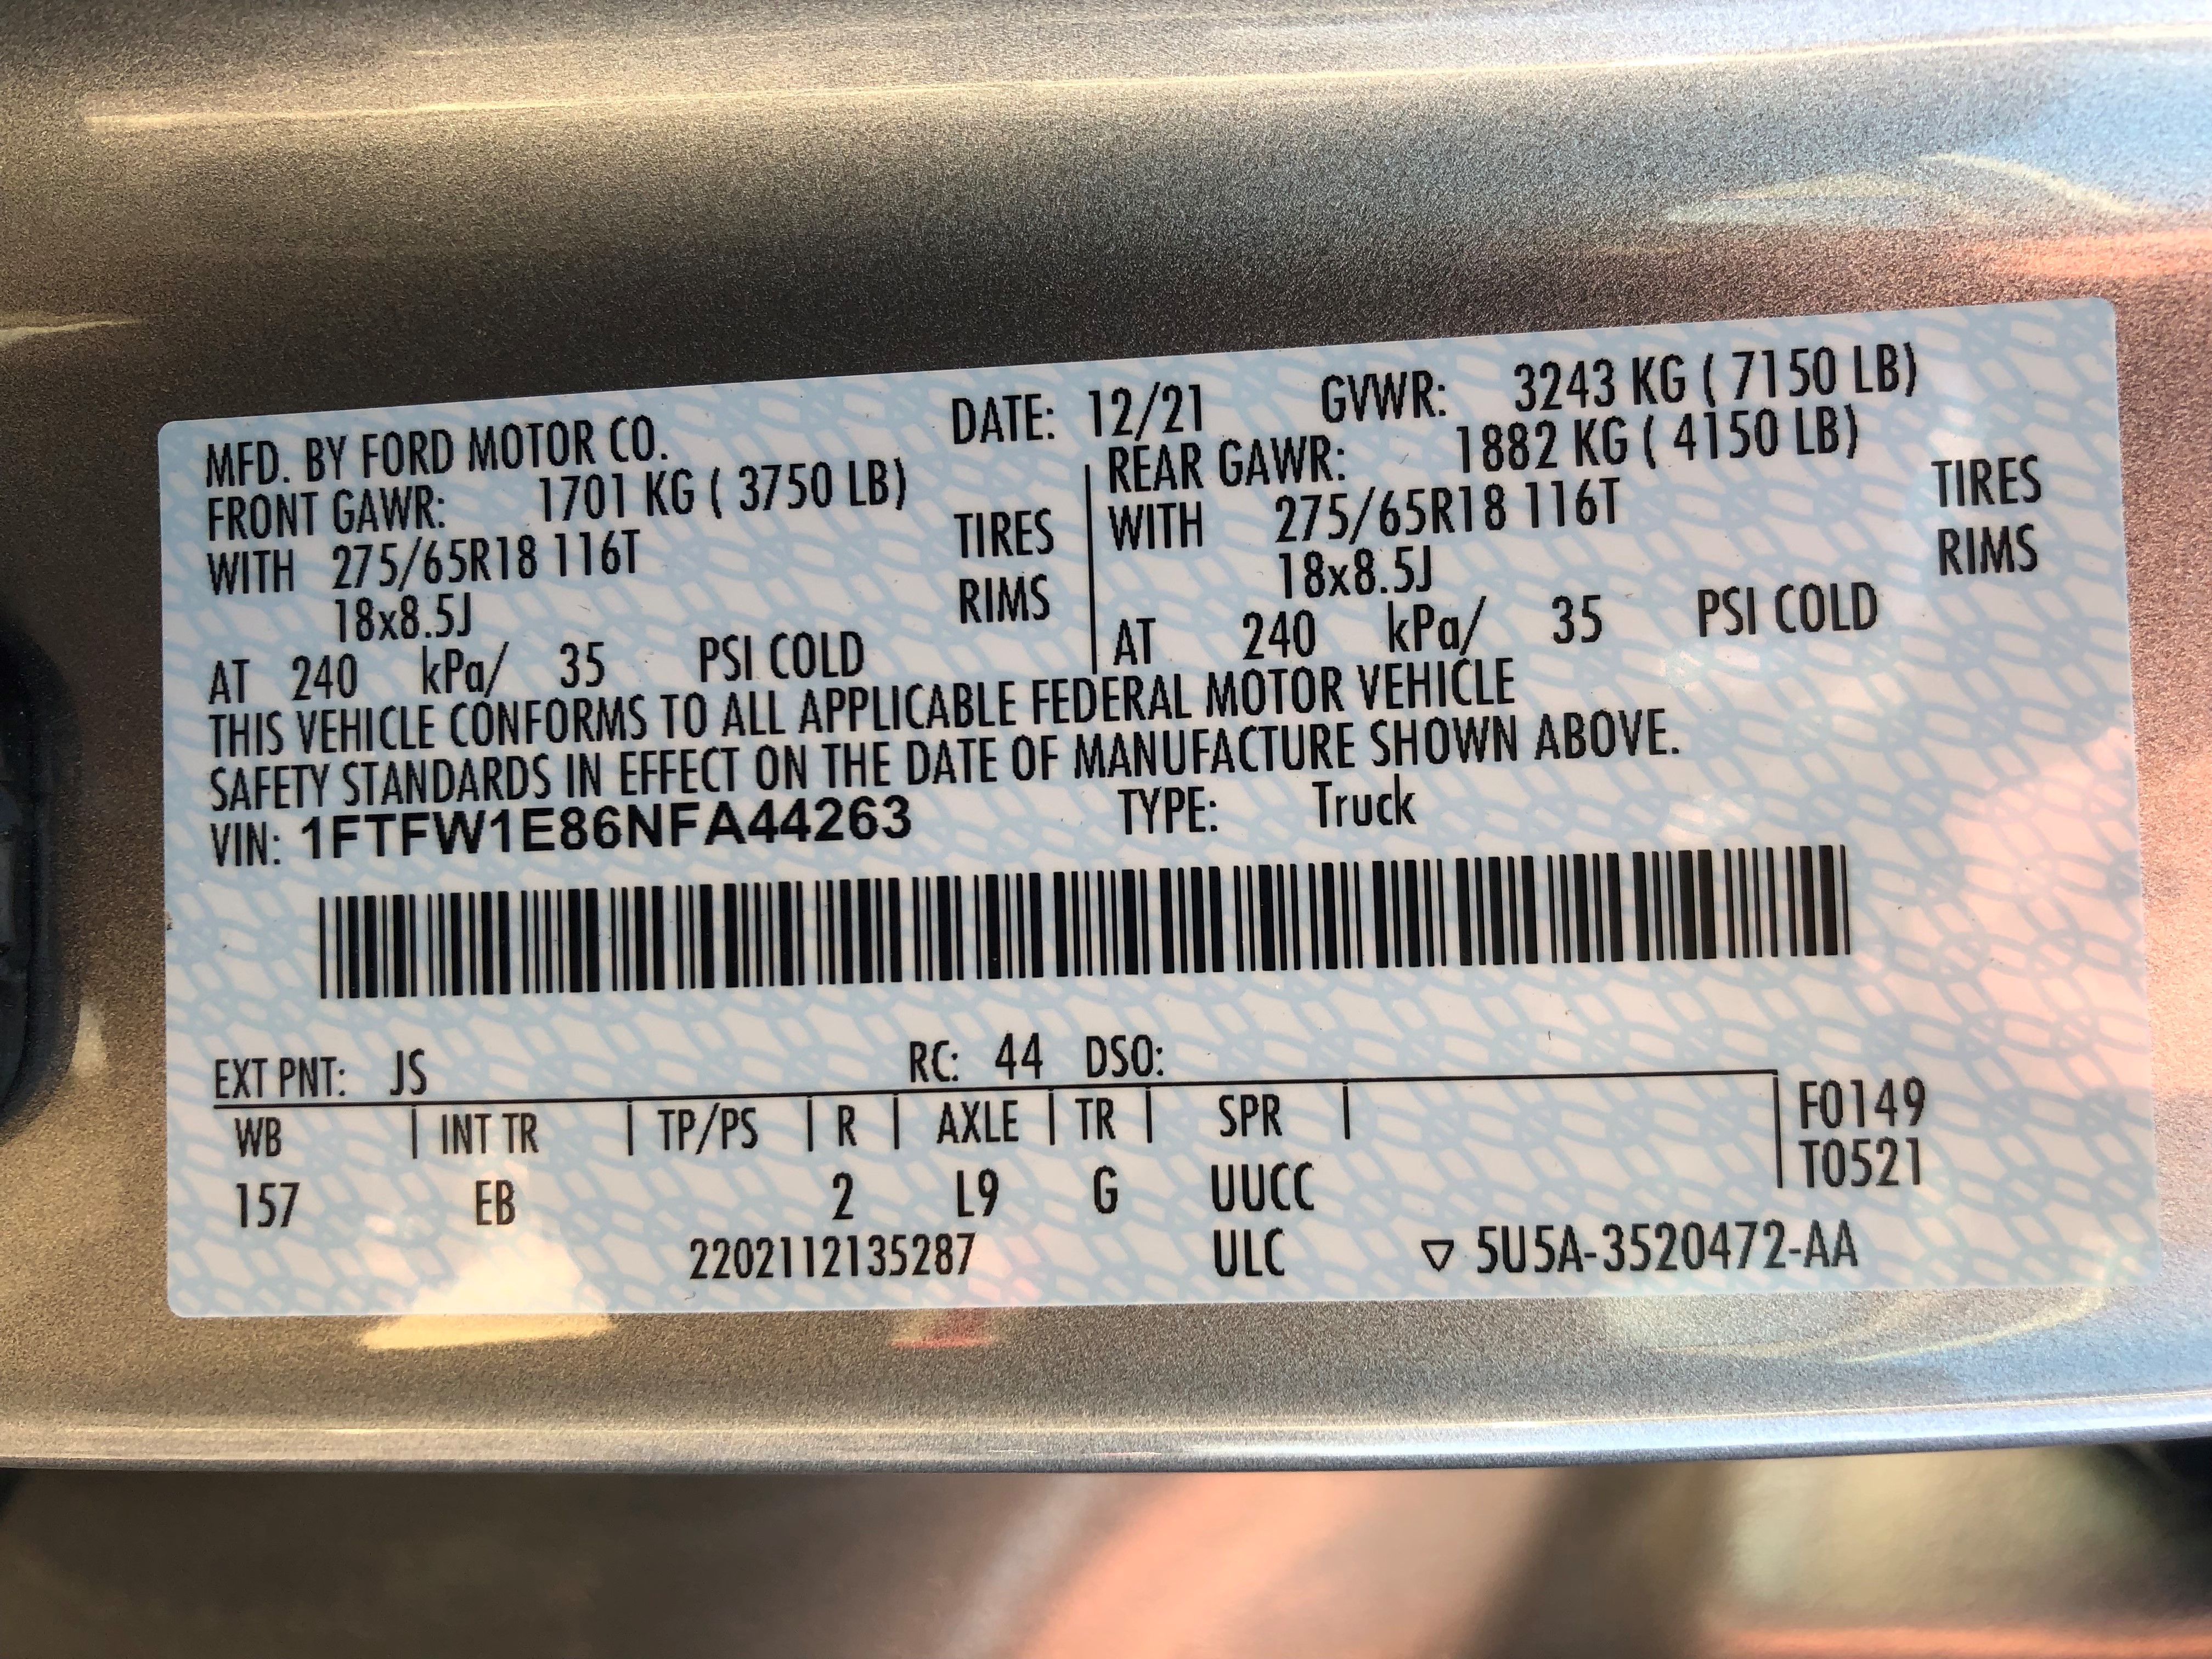 MFD. BY FORD MOTOR CO. DATE: 12/21 GVWR: 3243 KG ( 7150 LB)
FRONT GAWR: 1701 KG ( 3750 LB) REAR GAWR: 1882 KG ( 4150 LB)
WITH 275/65R18 116T TIRES WITH 275/65R18 116T TIRES
18x8.5J RIMS 18x8.5J RIMS
AT 240 kPa/ 35 PSI COLD AT 240 kPa/ 35 PSI COLD
THIS VEHICLE CONFORMS TO ALL APPLICABLE FEDERAL MOTOR VEHICLE
SAFETY STANDARDS IN EFFECT ON THE DATE OF MANUFACTURE SHOWN ABOVE.
VIN: 1FTFW1E86NFA44263 TYPE: Truck
EXT PNT: JS RC: 44 DSO:
WB INT TR TP/PS R AXLE TR SPR F0149
T0521
157 EB 2 L9 G UUCC
2202112135287 ULC ▽ 5U5A-3520472-AA